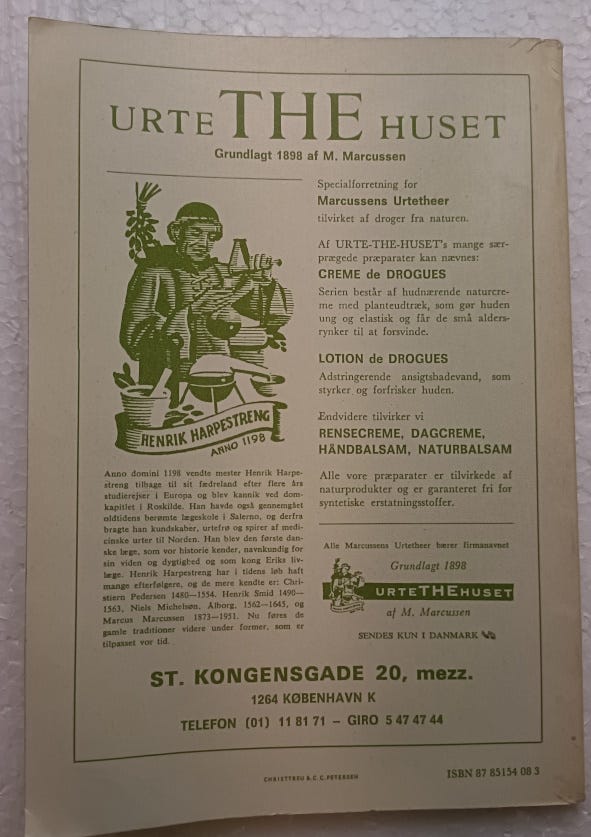 URTE THE HUSET
Grundlagt 1898 af M. Marcussen
HENRIK HARPESTRENG
ANNO 1198
Anno domini 1198 vendte mester Henrik Harpe-
streng tilbage til sit fædreland efter flere års
studierejser i Europa og blev kannik ved dom-
kapitlet i Roskilde. Han havde også gennemgået
oldtidens berømte lægeskole i Salerno, og derfra
bragte han kundskaber, urtefrø og spirer af medi-
cinske urter til Norden. Han blev den første dan-
ske læge, som vor historie kender, navnkundig for
sin viden og dygtighed og som kong Eriks liv-
læge. Henrik Harpestreng har i tidens løb haft
mange efterfølgere, og de mere kendte er: Chri-
stiern Pedersen 1480—1554. Henrik Smid 1490—
1563, Niels Michelsøn, Alborg, 1562—1645, og
Marcus Marcussen 1873—1951. Nu føres de
gamle traditioner videre under former, som er
tilpasset vor tid.
Specialforretning for
Marcussens Urtetheer
tilvirket af droger fra naturen.
Af URTE-THE-HUSET's mange sær-
prægede præparater kan nævnes:
CREME de DROGUES
Serien består af hudnærende naturcre-
me med planteudtræk, som gør huden
ung og elastisk og får de små alders-
rynker til at forsvinde.
LOTION de DROGUES
Adstringerende ansigtsbadevand, som
styrker og forfrisker huden.
Endvidere tilvirker vi
RENSECREME, DAGCREME,
HÅNDBALSAM, NATURBALSAM
Alle vore præparater er tilvirkede af
naturprodukter og er garanteret fri for
syntetiske erstatningsstoffer.
Alle Marcussens Urtetheer bærer firmanavnet
Grundlagt 1898
URTETHEHUSET
af M. Marcussen
SENDES KUN I DANMARK
ST. KONGENSGADE 20, mezz.
1264 KØBENHAVN K
TELEFON (01) 11 81 71 – GIRO 5 47 47 44
CHRISTTREU & C. C. PETERSEN
ISBN 87 85154 08 3